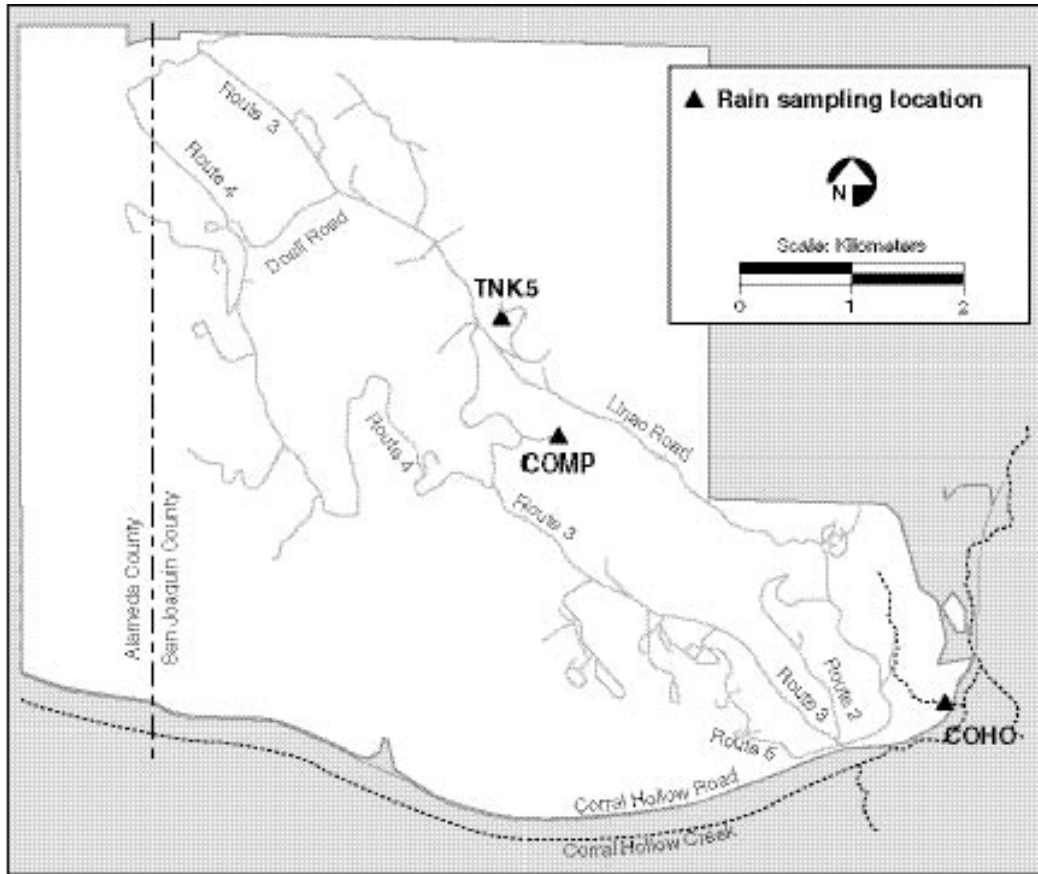 Route 3
Rain sampling location
Route 4
N
Doall Road
Scale: Kilometers
0 1 2
TNK5
Linac Road
Route 4
COMP
Route 3
Alameda County
San Joaquin County
Route 3
Route 2
COHO
Route 6
Corral Hollow Road
Corral Hollow Creek